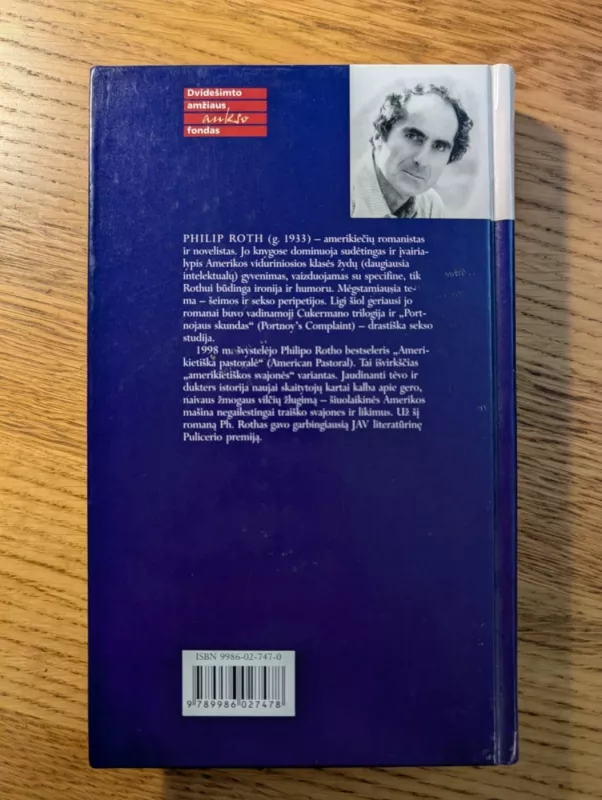 Dvidešimto
amžiaus
aukso
fondas
PHILIP ROTH (g. 1933) – amerikiečių romanistas
ir novelistas. Jo knygose dominuoja sudėtingas ir įvairia-
lypis Amerikos viduriniosios klasės žydų (daugiausia
intelektualų) gyvenimas, vaizduojamas su specifine, tik
Rothui būdinga ironija ir humoru. Mėgstamiausia te-
ma – šeimos ir sekso peripetijos. Ligi šiol geriausi jo
romanai buvo vadinamoji Cukermano trilogija ir „Port-
nojaus skundas“ (Portnoy's Complaint) – drastiška sekso
studija.
1998 m. švystelėjo Philipo Rotho bestseleris „Ameri-
kietiška pastoralė“ (American Pastoral). Tai išvirkščias
„amerikietiškos svajonės“ variantas. Jaudinanti tėvo ir
dukters istorija naujai skaitytojų kartai kalba apie gero,
naivaus žmogaus vilčių žlugimą – šiuolaikinės Amerikos
mašina negailestingai traiško svajones ir likimus. Už šį
romaną Ph. Rothas gavo garbingiausią JAV literatūrinę
Pulicerio premiją.
ISBN 9986-02-747-0
9 789986 027478